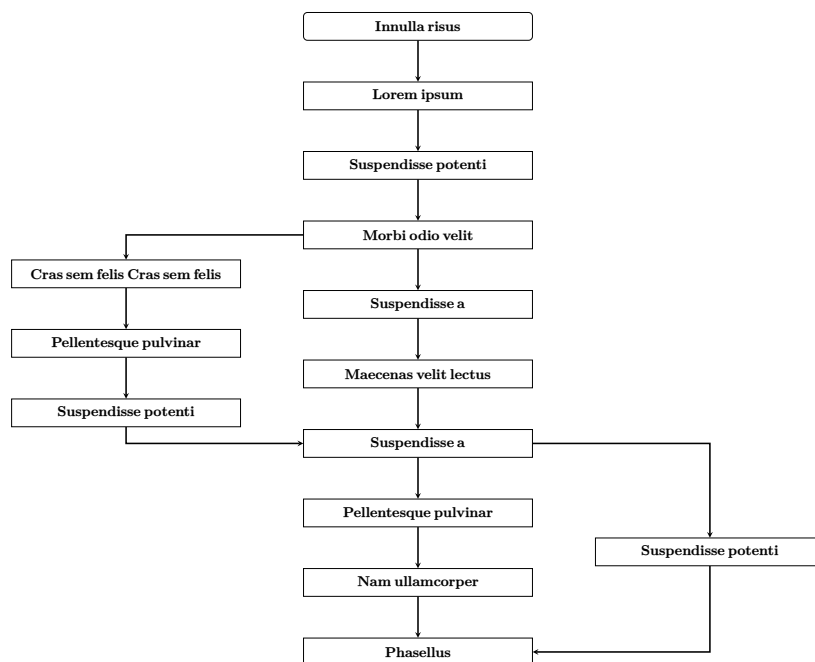 Innulla risus
Lorem ipsum
Suspendisse potenti
Morbi odio velit
Cras sem felis Cras sem felis
Suspendisse a
Pellentesque pulvinar
Maecenas velit lectus
Suspendisse potenti
Suspendisse a
Pellentesque pulvinar
Suspendisse potenti
Nam ullamcorper
Phasellus